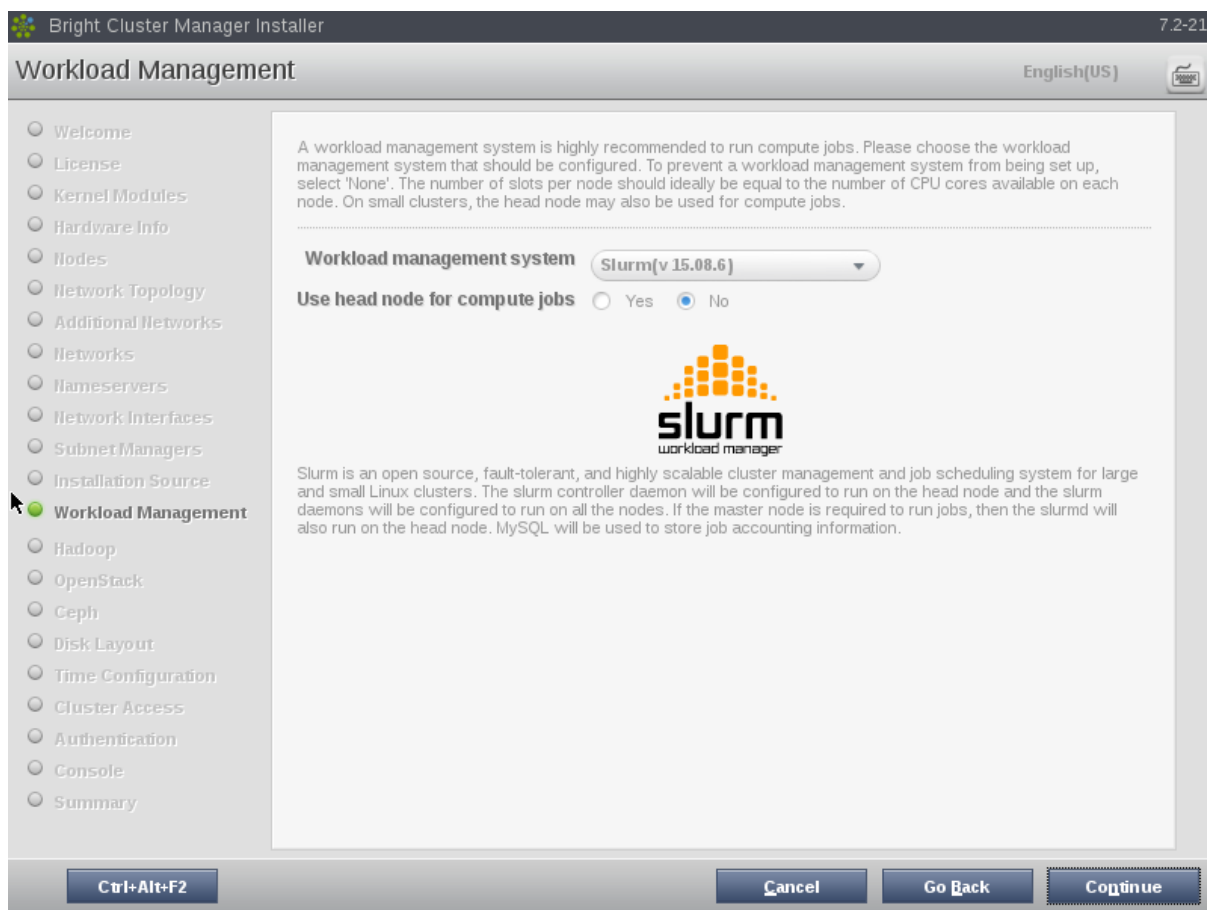 Bright Cluster Manager Installer
7.2-21
Workload Management
English(US)
Welcome
License
Kernel Modules
Hardware Info
Nodes
Network Topology
Additional Networks
Networks
Nameservers
Network Interfaces
Subnet Managers
Installation Source
Workload Management
Hadoop
OpenStack
Ceph
Disk Layout
Time Configuration
Cluster Access
Authentication
Console
Summary
A workload management system is highly recommended to run compute jobs. Please choose the workload
management system that should be configured. To prevent a workload management system from being set up,
select 'None'. The number of slots per node should ideally be equal to the number of CPU cores available on each
node. On small clusters, the head node may also be used for compute jobs.
Workload management system
Slurm(v 15.08.6)
Use head node for compute jobs
Yes
No
slurm
workload manager
Slurm is an open source, fault-tolerant, and highly scalable cluster management and job scheduling system for large
and small Linux clusters. The slurm controller daemon will be configured to run on the head node and the slurm
daemons will be configured to run on all the nodes. If the master node is required to run jobs, then the slurmd will
also run on the head node. MySQL will be used to store job accounting information.
Ctrl+Alt+F2
Cancel
Go Back
Continue